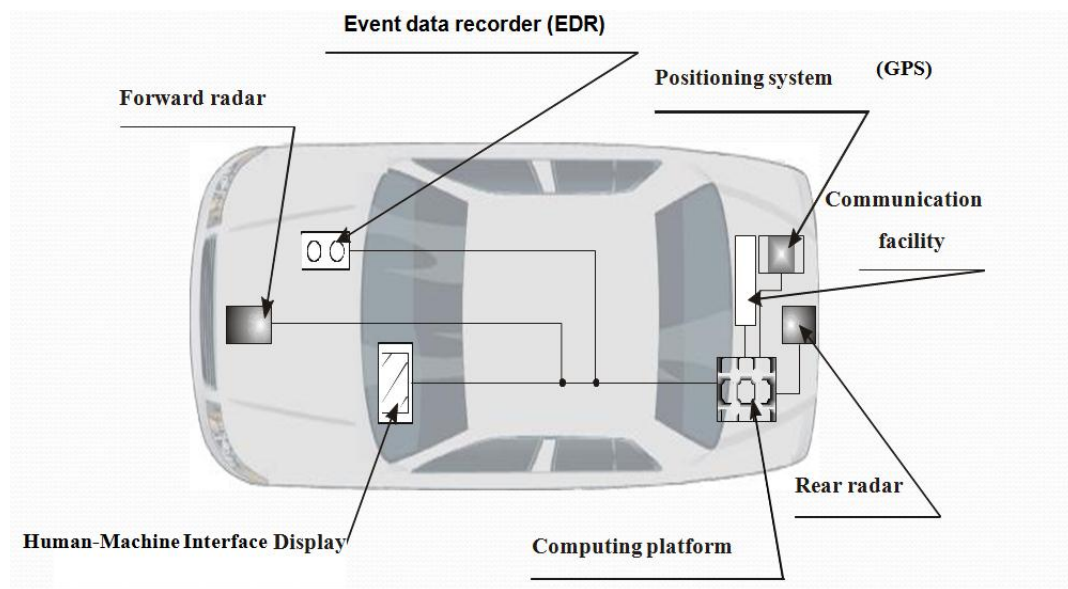 Event data recorder (EDR)
Positioning system (GPS)
Forward radar
Communication
facility
Rear radar
Human-Machine Interface Display
Computing platform